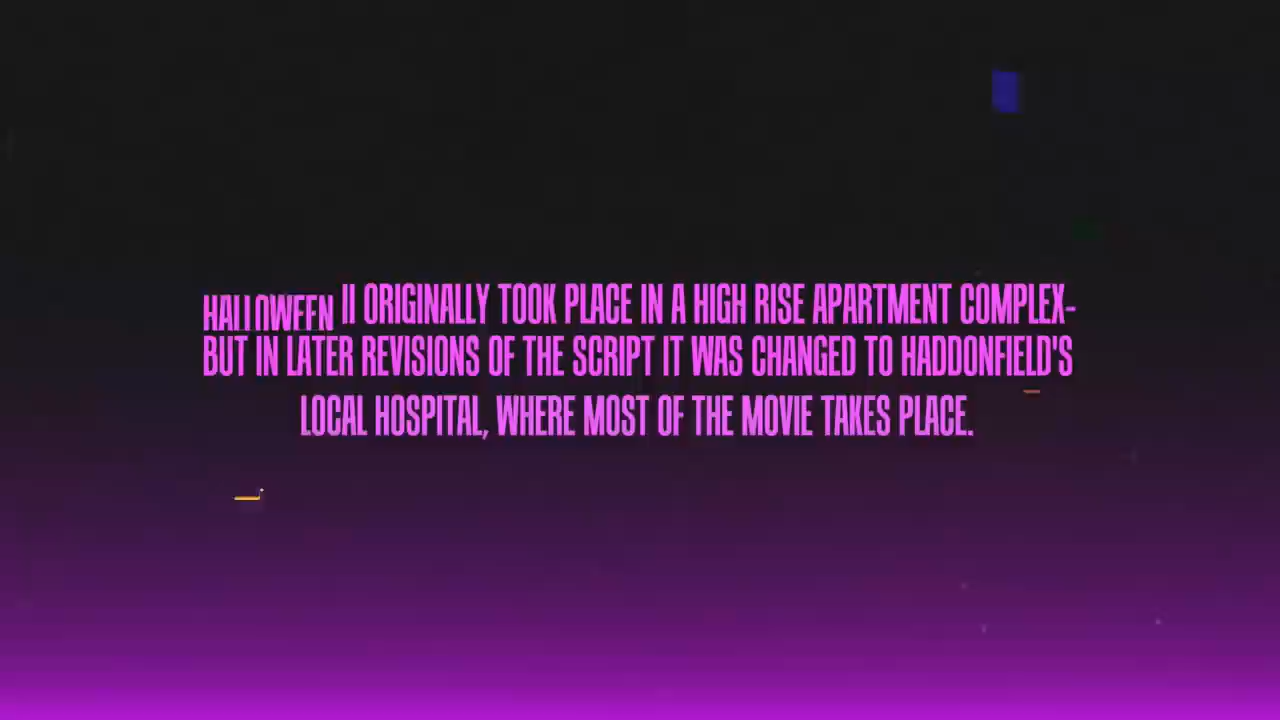 HALLOWEEN II ORIGINALLY TOOK PLACE IN A HIGH RISE APARTMENT COMPLEX-
BUT IN LATER REVISIONS OF THE SCRIPT IT WAS CHANGED TO HADDONFIELD'S
LOCAL HOSPITAL, WHERE MOST OF THE MOVIE TAKES PLACE.